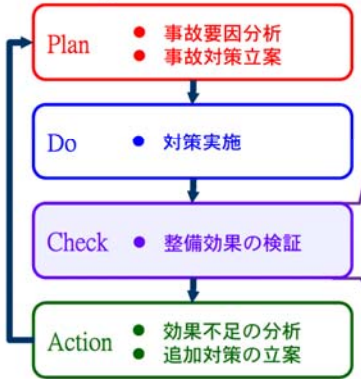 Plan
● 事故要因分析
● 事故対策立案
Do
● 対策実施
Check
● 整備効果の検証
Action
● 効果不足の分析
● 追加対策の立案